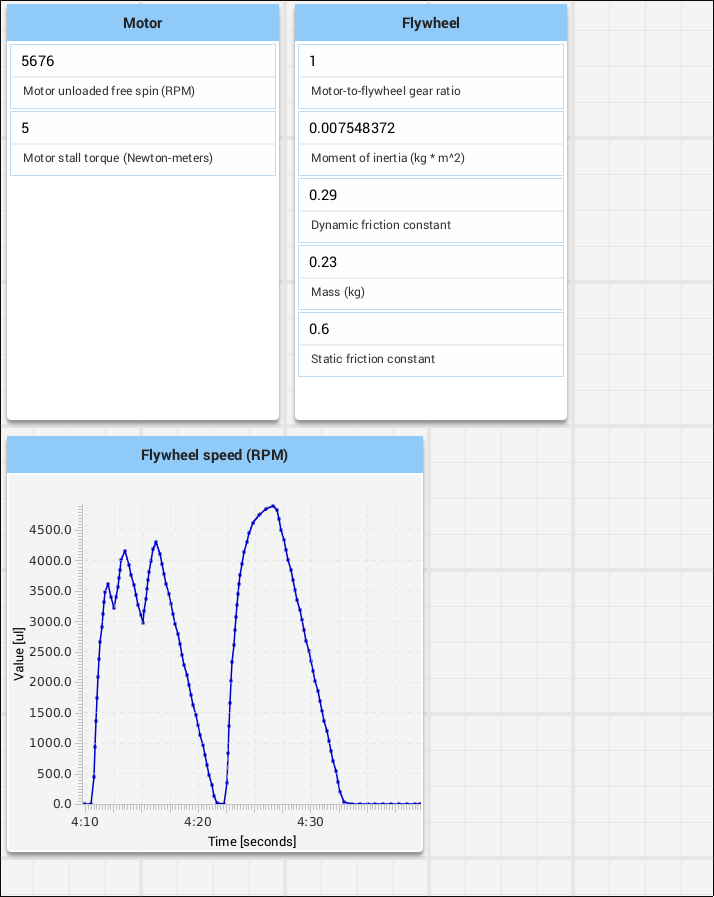 Motor
5676
Motor unloaded free spin (RPM)
5
Motor stall torque (Newton-meters)
Flywheel
1
Motor-to-flywheel gear ratio
0.007548372
Moment of inertia (kg * m^2)
0.29
Dynamic friction constant
0.23
Mass (kg)
0.6
Static friction constant
Flywheel speed (RPM)
Value [ul]
4500.0
4000.0
3500.0
3000.0
2500.0
2000.0
1500.0
1000.0
500.0
0.0
4:10 4:20 4:30
Time [seconds]